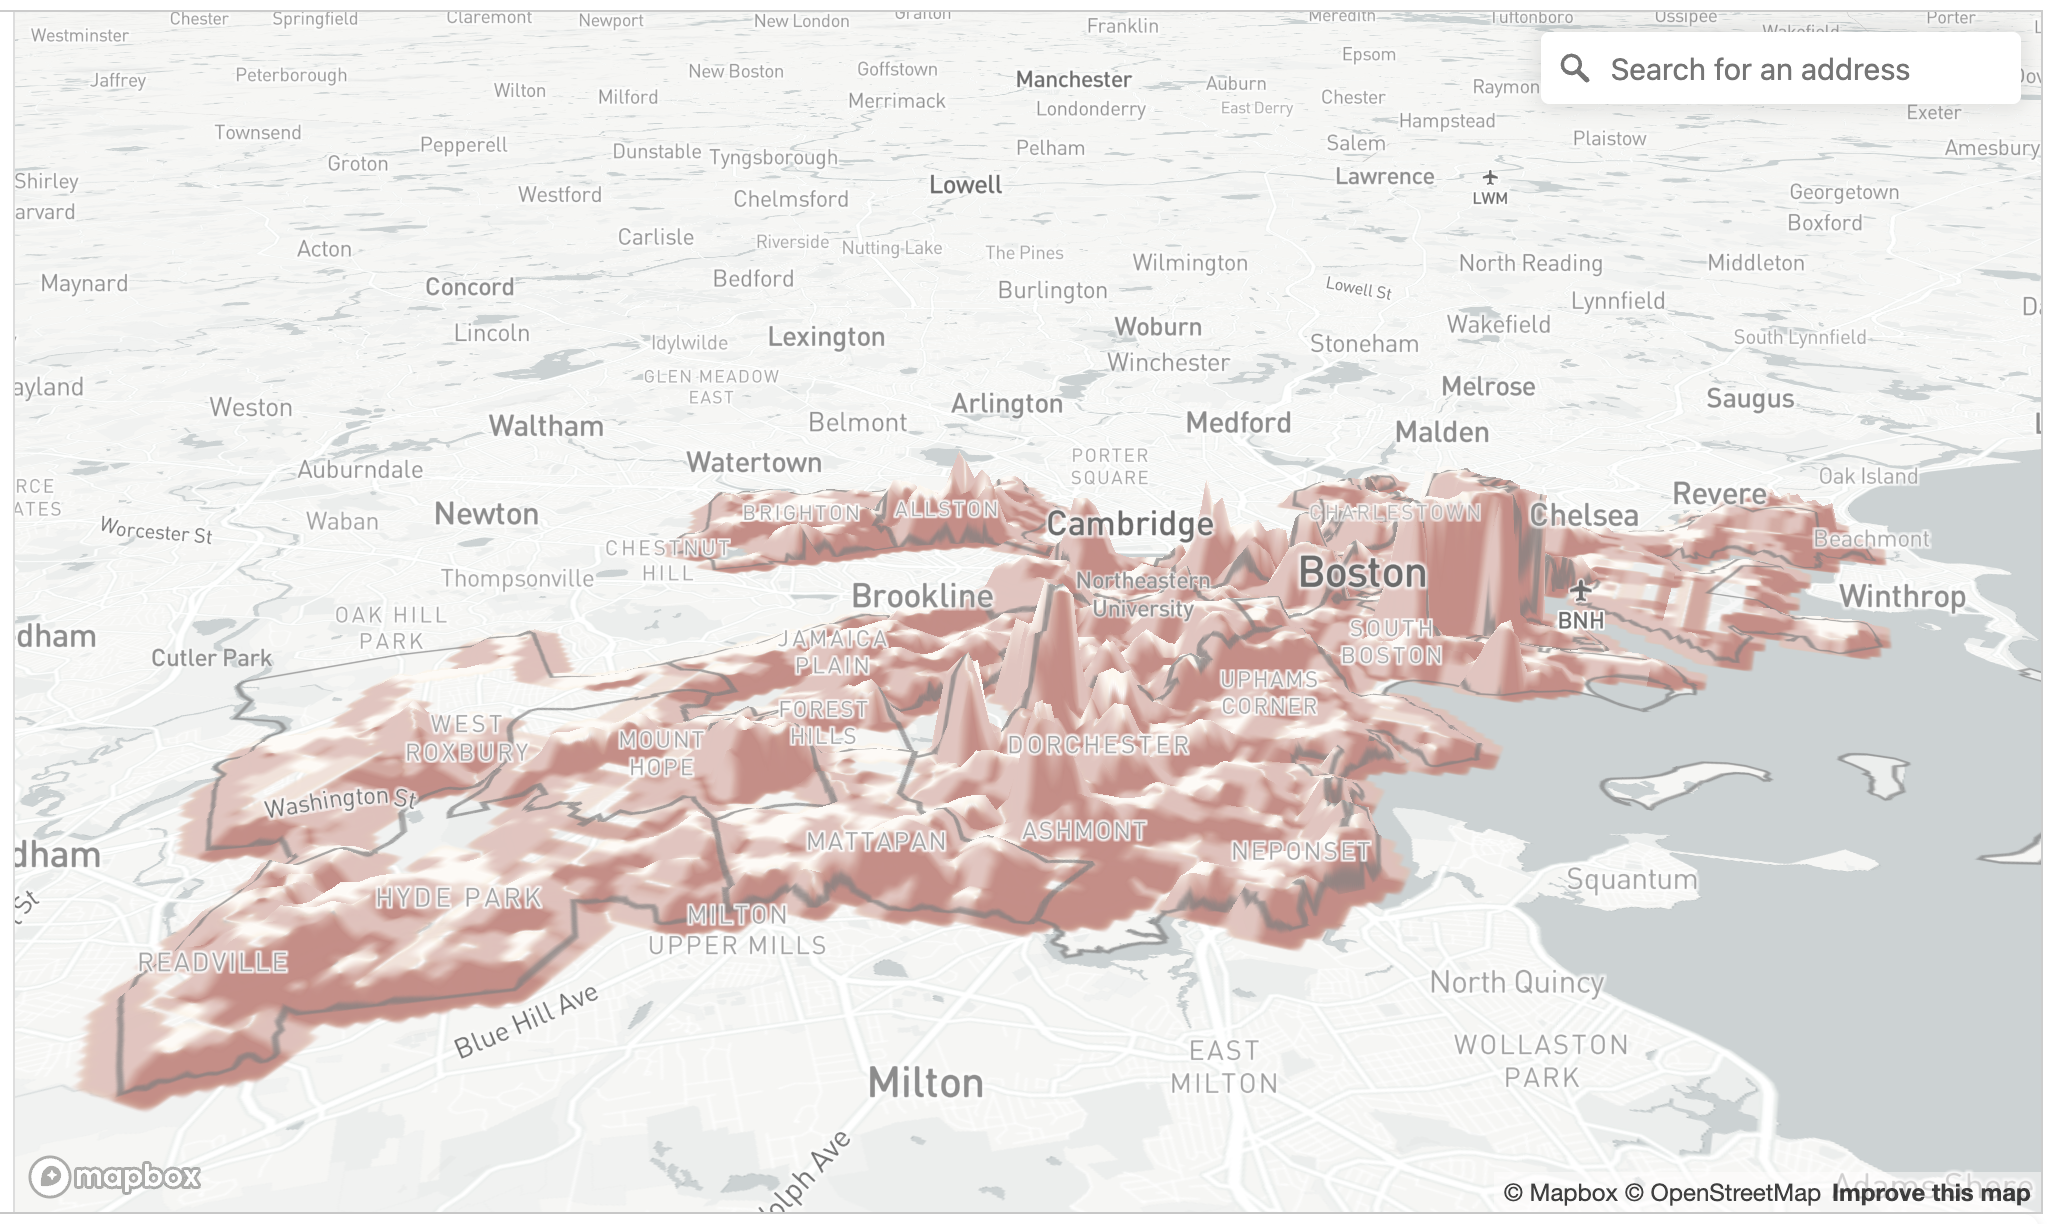 Chester
Springfield
Claremont
Newport
New London
Grafton
Franklin
Meredith
Tuftonboro
Ossipee
Porter
Westminster
Wakefield
Epsom
Search for an address
Jaffrey
Peterborough
New Boston
Goffstown
Manchester
Auburn
Wilton
Milford
Merrimack
Londonderry
East Derry
Chester
Raymon
Exeter
Townsend
Pepperell
Hampstead
Plaistow
Groton
Dunstable
Tyngsborough
Pelham
Salem
Amesbury
Shirley
Westford
Chelmsford
Lowell
Lawrence
LWM
Georgetown
arvard
Boxford
Acton
Carlisle
Riverside
Nutting Lake
The Pines
Wilmington
North Reading
Middleton
Maynard
Concord
Bedford
Burlington
Lowell St
Lynnfield
Lincoln
Idylwilde
Lexington
Woburn
Wakefield
South Lynnfield
Winchester
Stoneham
ayland
GLEN MEADOW
EAST
Melrose
Weston
Arlington
Saugus
Waltham
Belmont
Medford
Malden
Watertown
PORTER
SQUARE
Auburndale
Oak Island
RCE
ATES
Revere
Newton
BRIGHTON
ALLSTON
Cambridge
CHARLESTOWN
Chelsea
Worcester St
Waban
Beachmont
CHESTNUT
HILL
Thompsonville
Brookline
Northeastern
University
Boston
BNH
Winthrop
OAK HILL
PARK
dham
Cutler Park
JAMAICA
PLAIN
SOUTH
BOSTON
UPHAMS
CORNER
WEST
ROXBURY
FOREST
HILLS
MOUNT
HOPE
DORCHESTER
Washington St
MATTAPAN
ASHMONT
NEPONSET
dham
Squantum
HYDE PARK
St
MILTON
UPPER MILLS
READVILLE
North Quincy
Blue Hill Ave
EAST
MILTON
WOLLASTON
PARK
Milton
olph Ave
mapbox
Adams Shore
© Mapbox © OpenStreetMap Improve this map